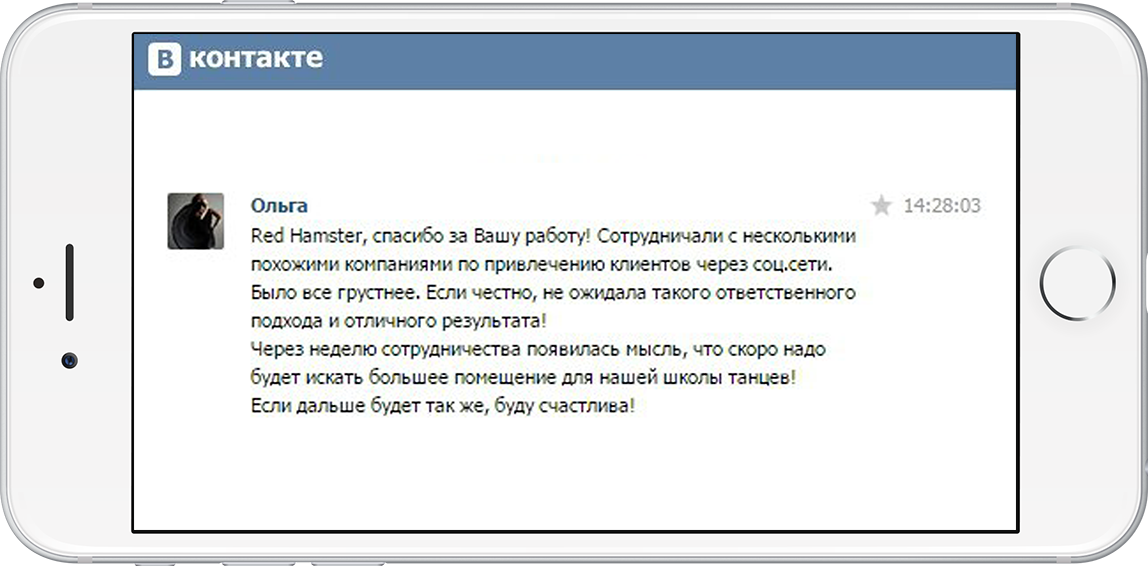 В контакте
Ольга 14:28:03
Red Hamster, спасибо за Вашу работу! Сотрудничали с несколькими
похожими компаниями по привлечению клиентов через соц.сети.
Было все грустнее. Если честно, не ожидала такого ответственного
подхода и отличного результата!
Через неделю сотрудничества появилась мысль, что скоро надо
будет искать большее помещение для нашей школы танцев!
Если дальше будет так же, буду счастлива!